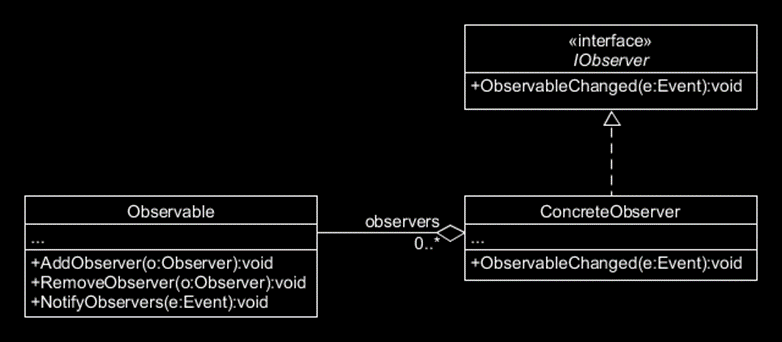 «interface»
IObserver
+ObservableChanged(e:Event):void
Observable
...
+AddObserver(o:Observer):void
+RemoveObserver(o:Observer):void
+NotifyObservers(e:Event):void
observers
0..*
ConcreteObserver
...
+ObservableChanged(e:Event):void